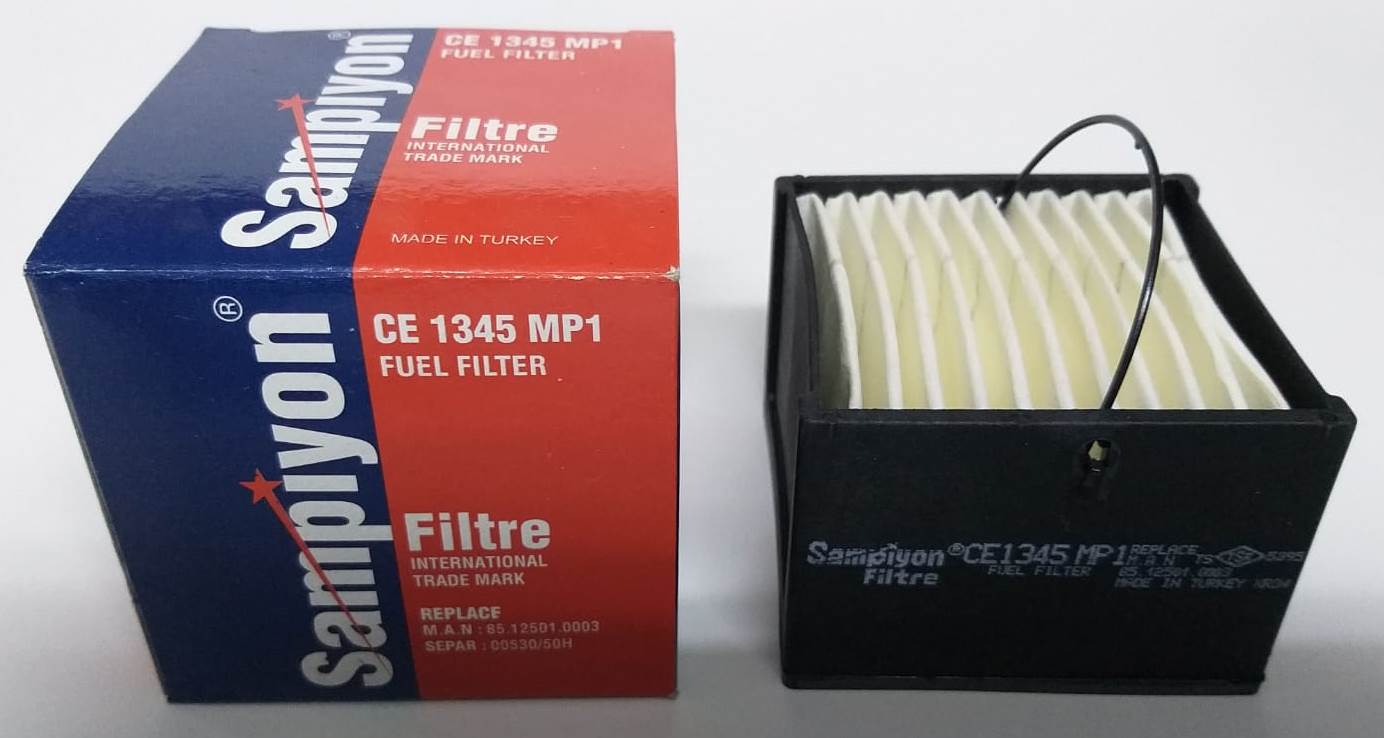 Sampiyon®
CE 1345 MP1
FUEL FILTER
Filtre
INTERNATIONAL
TRADE MARK
MADE IN TURKEY
Sampiyon®
CE 1345 MP1
FUEL FILTER
Filtre
INTERNATIONAL
TRADE MARK
REPLACE
M.A.N : 85.12501.0003
SEPAR : 00530/50H
Sampiyon® CE1345 MP1
Filtre
FUEL FILTER
REPLACE
M.A.N TS
85.12501.0003
MADE IN TURKEY